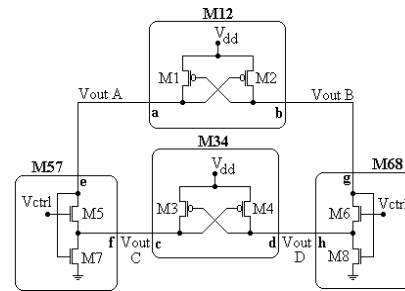 M12
Vdd
M1
M2
Vout A
Vout B
a
b
M34
M57
M68
Vdd
e
g
Vctrl
M5
M3
M4
M6
Vctrl
f
Vout
C
c
d
Vout
D
h
M7
M8